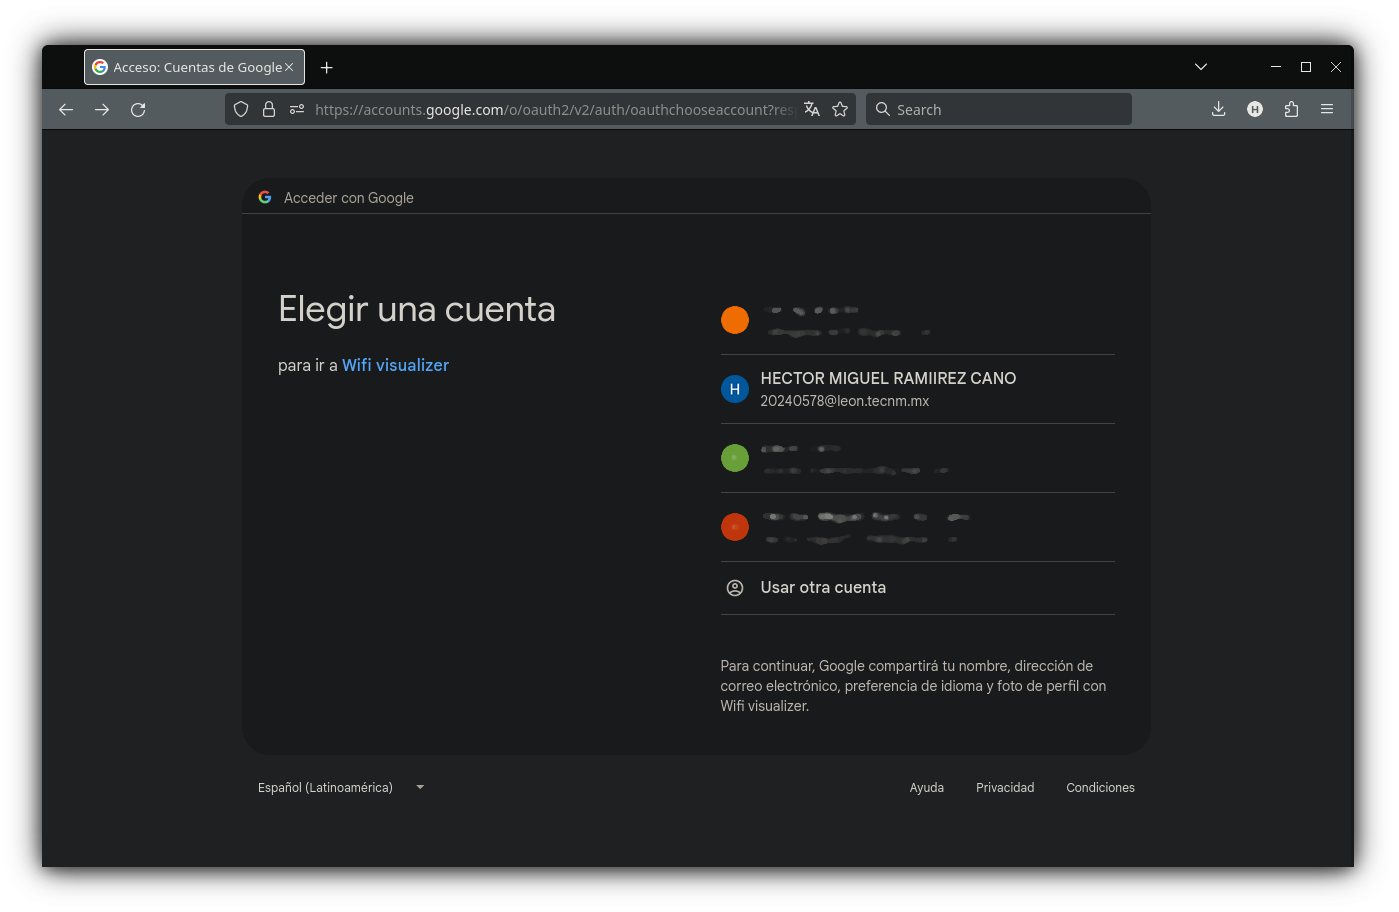 Acceso: Cuentas de Google
https://accounts.google.com/o/oauth2/v2/auth/oauthchooseaccount?res
Search
H
Acceder con Google
Elegir una cuenta
para ir a Wifi visualizer
H
HECTOR MIGUEL RAMIIREZ CANO
20240578@leon.tecnm.mx
Usar otra cuenta
Para continuar, Google compartirá tu nombre, dirección de
correo electrónico, preferencia de idioma y foto de perfil con
Wifi visualizer.
Español (Latinoamérica)
Ayuda
Privacidad
Condiciones